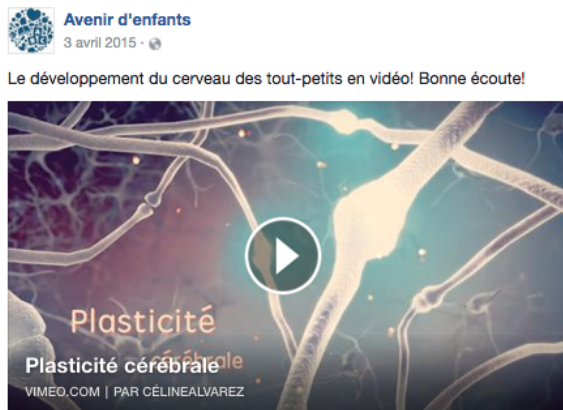 Avenir d'enfants
3 avril 2015 ·
Le développement du cerveau des tout-petits en vidéo! Bonne écoute!
Plasticité
cérébrale
Plasticité cérébrale
VIMEO.COM | PAR CÉLINEALVAREZ